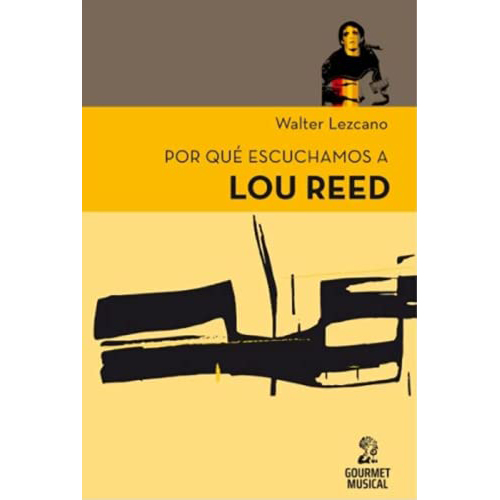 Walter Lezcano
POR QUÉ ESCUCHAMOS A
LOU REED
GOURMET
MUSICAL